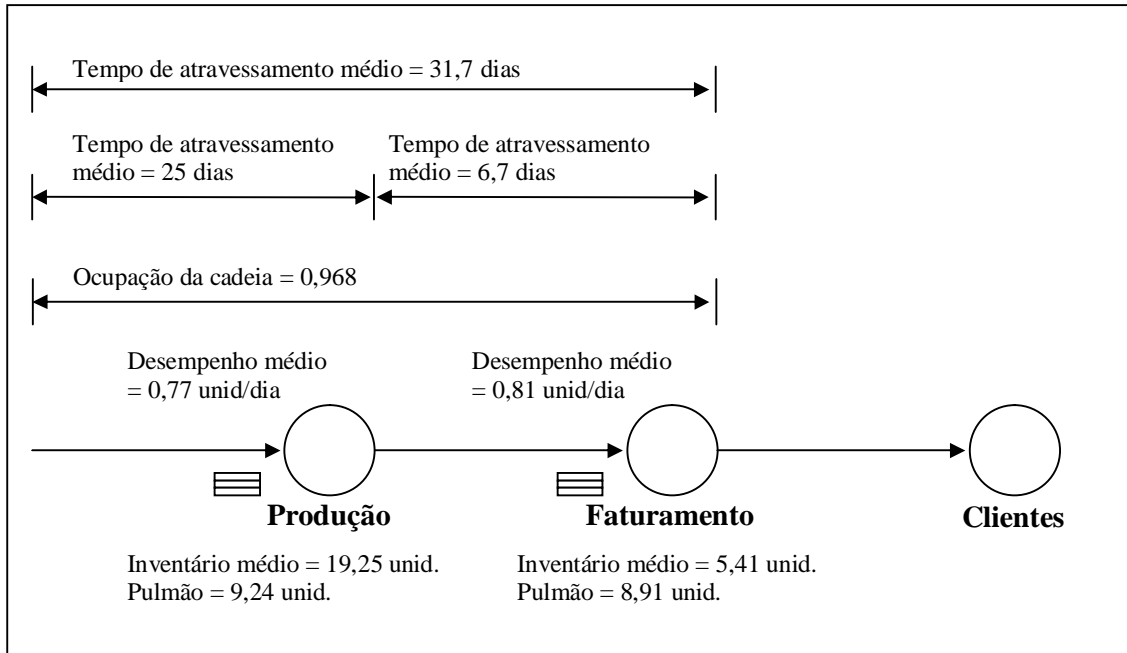 Tempo de atravessamento médio = 31,7 dias
Tempo de atravessamento
médio = 25 dias
Tempo de atravessamento
médio = 6,7 dias
Ocupação da cadeia = 0,968
Desempenho médio
= 0,77 unid/dia
Desempenho médio
= 0,81 unid/dia
Produção
Faturamento
Clientes
Inventário médio = 19,25 unid.
Pulmão = 9,24 unid.
Inventário médio = 5,41 unid.
Pulmão = 8,91 unid.